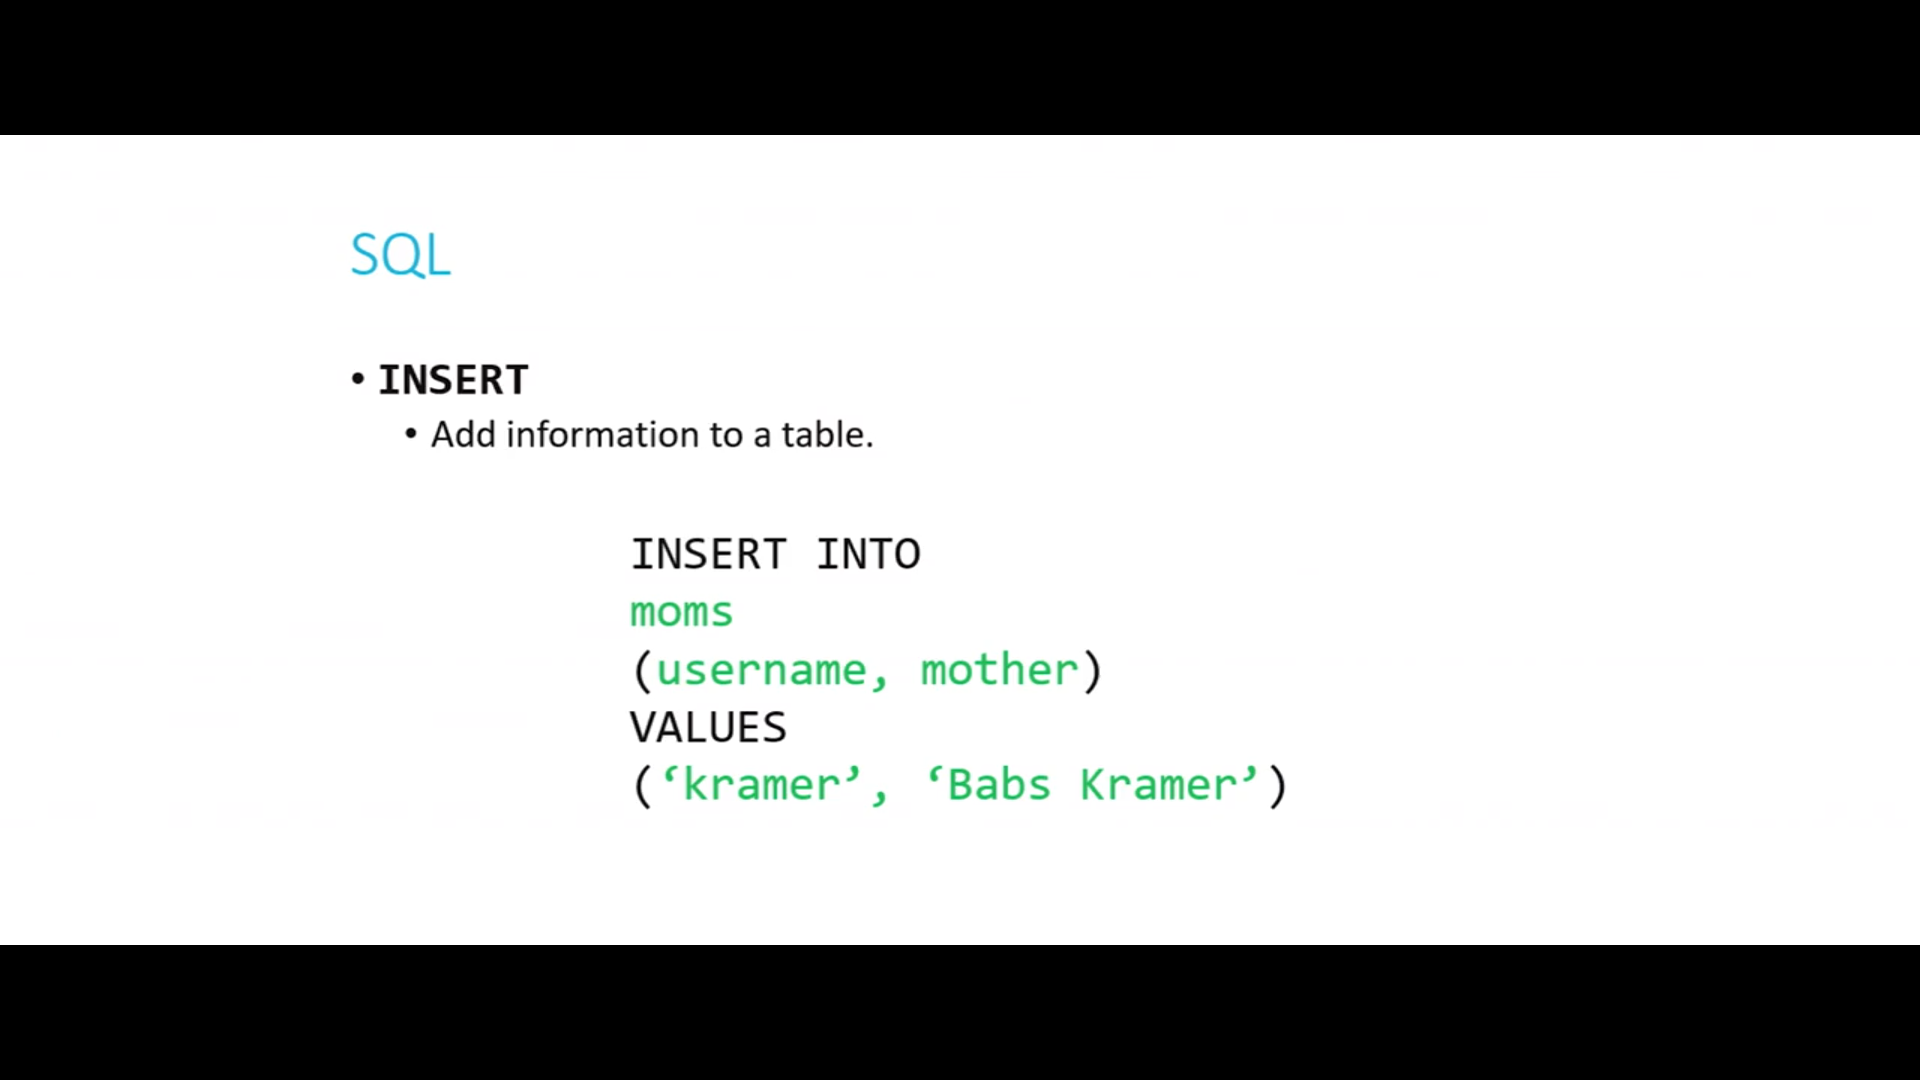 SQL
• INSERT
• Add information to a table.
INSERT INTO
moms
(username, mother)
VALUES
(‘kramer’, ‘Babs Kramer’)